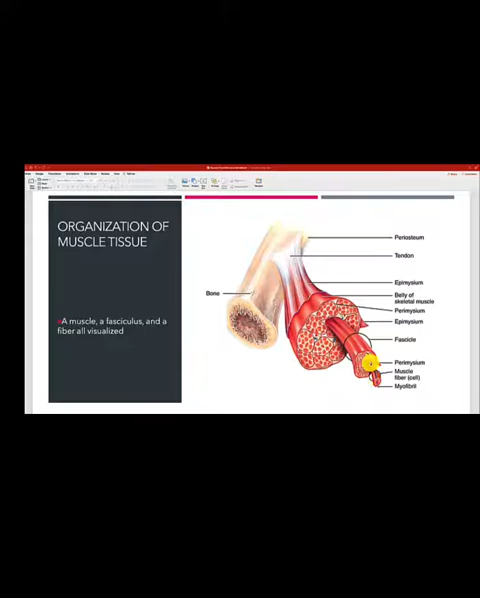 ORGANIZATION OF
MUSCLE TISSUE
A muscle, a fasciculus, and a
fiber all visualized
Periosteum
Tendon
Bone
Epimysium
Belly of
skeletal muscle
Perimysium
Epimysium
Fascicle
Perimysium
Muscle
fiber (cell)
Myofibril